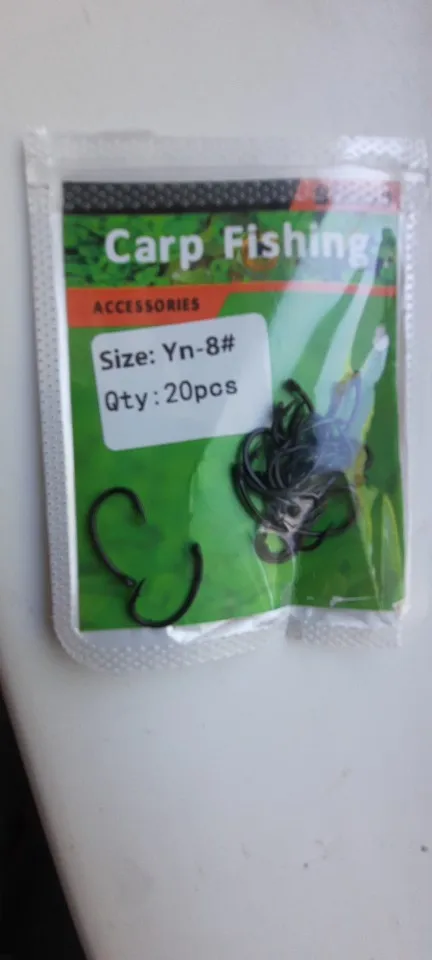 Carp Fishing
ACCESSORIES
Size: Yn-8#
Qty:20pcs